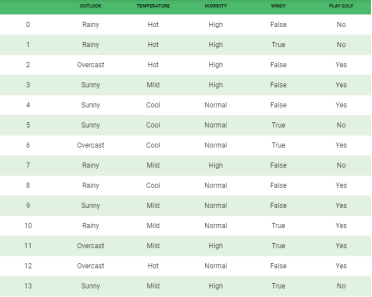 OUTLOOK TEMPERATURE HUMIDITY WINDY PLAY GOLF
0 Rainy Hot High False No
1 Rainy Hot High True No
2 Overcast Hot High False Yes
3 Sunny Mild High False Yes
4 Sunny Cool Normal False Yes
5 Sunny Cool Normal True No
6 Overcast Cool Normal True Yes
7 Rainy Mild High False No
8 Rainy Cool Normal False Yes
9 Sunny Mild Normal False Yes
10 Rainy Mild Normal True Yes
11 Overcast Mild High True Yes
12 Overcast Hot Normal False Yes
13 Sunny Mild High True No